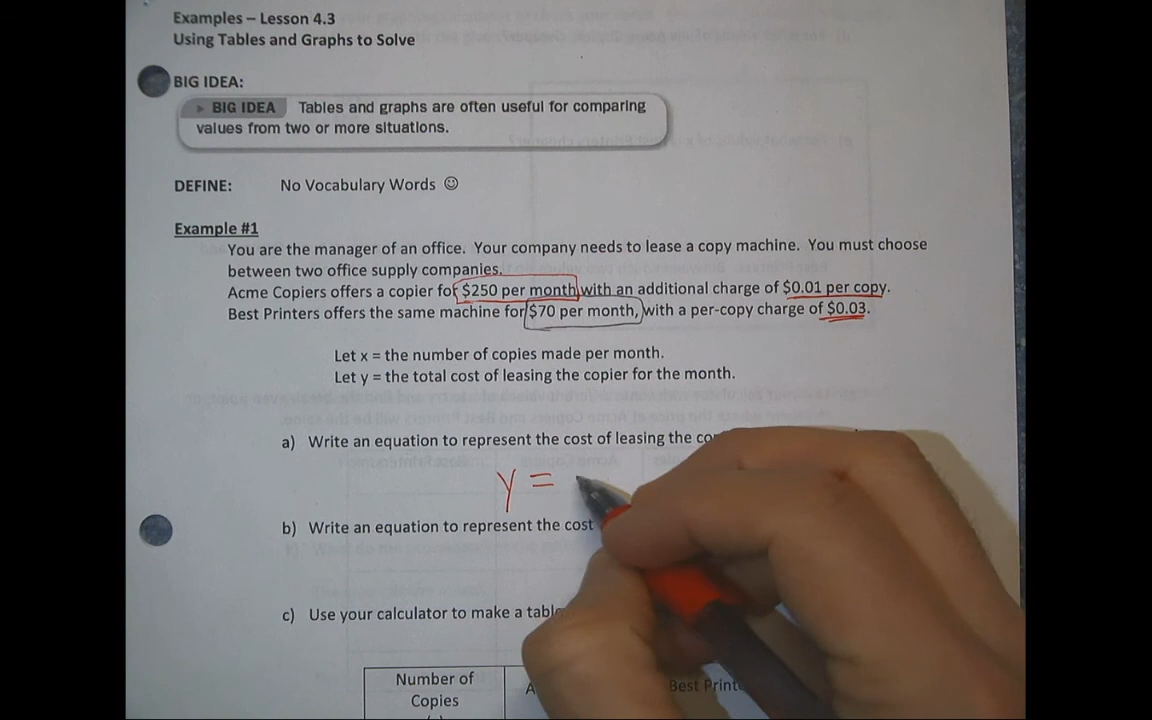 Examples – Lesson 4.3
Using Tables and Graphs to Solve
BIG IDEA:
▸ BIG IDEA Tables and graphs are often useful for comparing
values from two or more situations.
DEFINE: No Vocabulary Words ☺
Example #1
You are the manager of an office. Your company needs to lease a copy machine. You must choose
between two office supply companies.
Acme Copiers offers a copier for $250 per month with an additional charge of $0.01 per copy.
Best Printers offers the same machine for $70 per month, with a per-copy charge of $0.03.
Let x = the number of copies made per month.
Let y = the total cost of leasing the copier for the month.
a) Write an equation to represent the cost of leasing the
y =
b) Write an equation to represent the cost
c) Use your calculator to make a table
Number of
Copies
Best